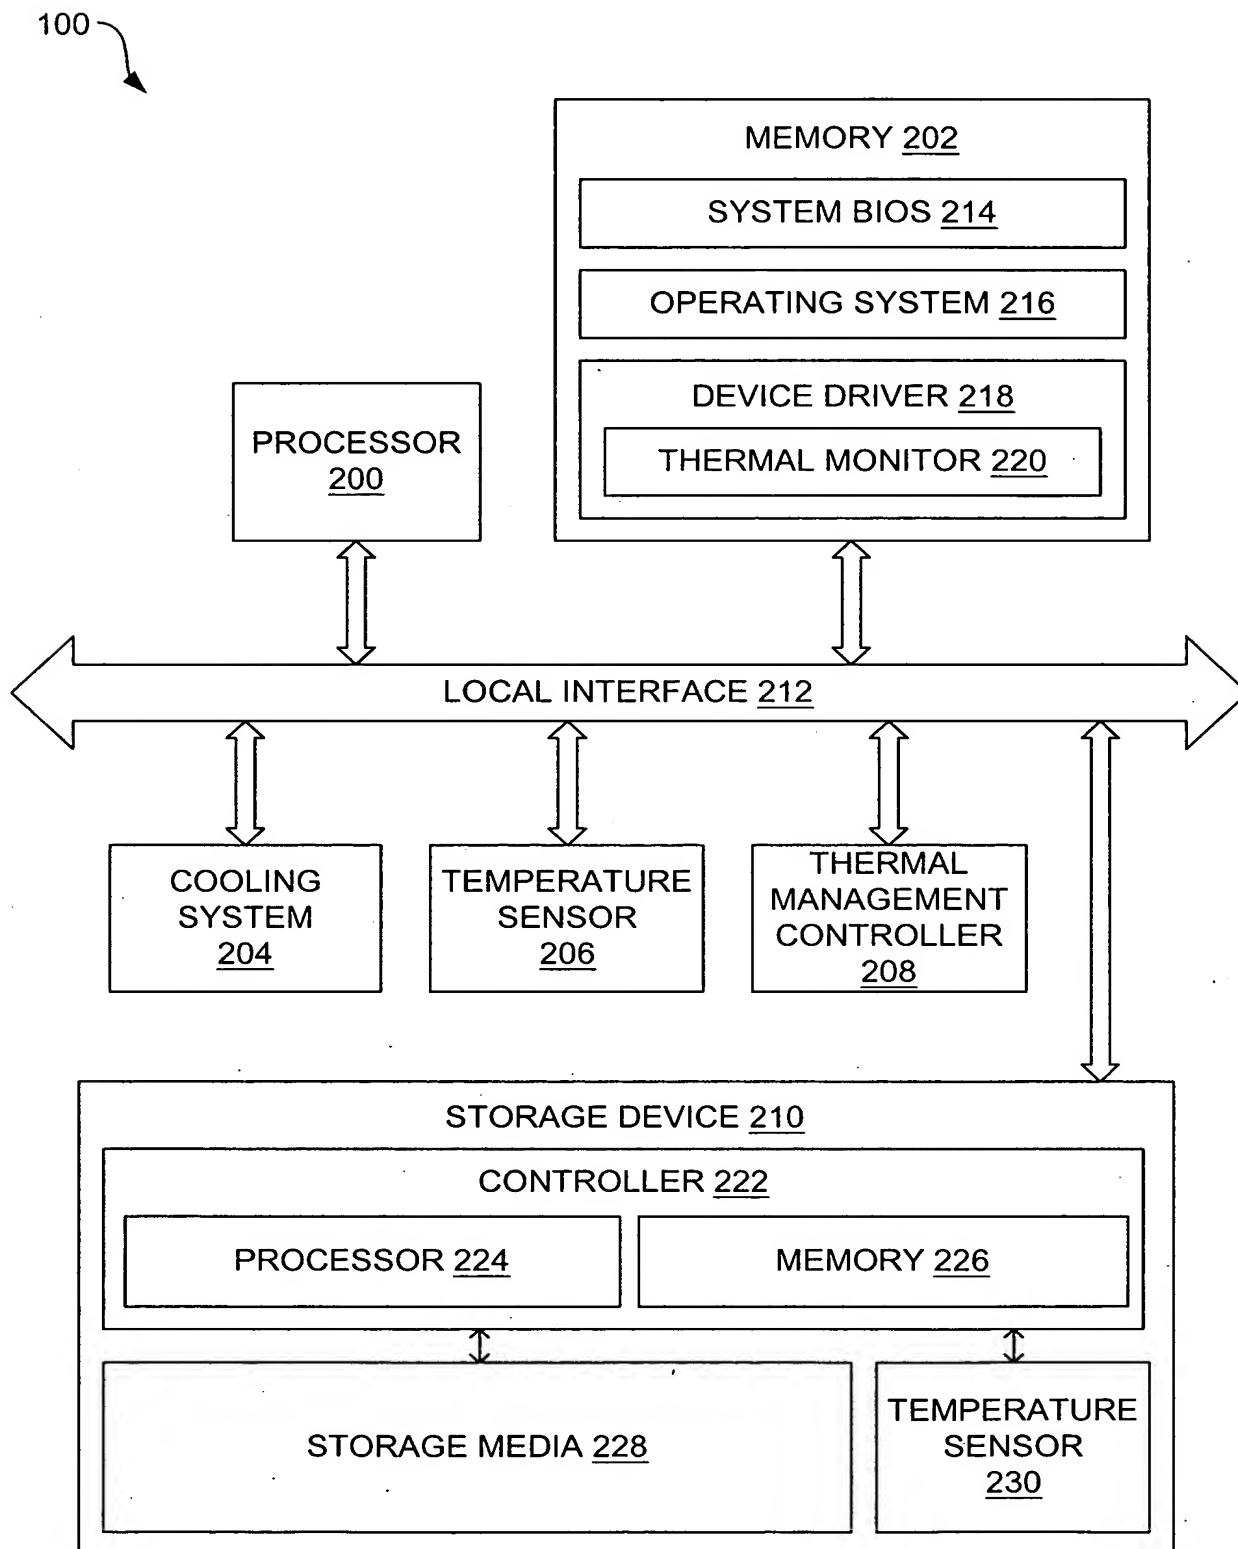 100
MEMORY 202
SYSTEM BIOS 214
OPERATING SYSTEM 216
DEVICE DRIVER 218
THERMAL MONITOR 220
PROCESSOR
200
LOCAL INTERFACE 212
COOLING
SYSTEM
204
TEMPERATURE
SENSOR
206
THERMAL
MANAGEMENT
CONTROLLER
208
STORAGE DEVICE 210
CONTROLLER 222
PROCESSOR 224
MEMORY 226
STORAGE MEDIA 228
TEMPERATURE
SENSOR
230